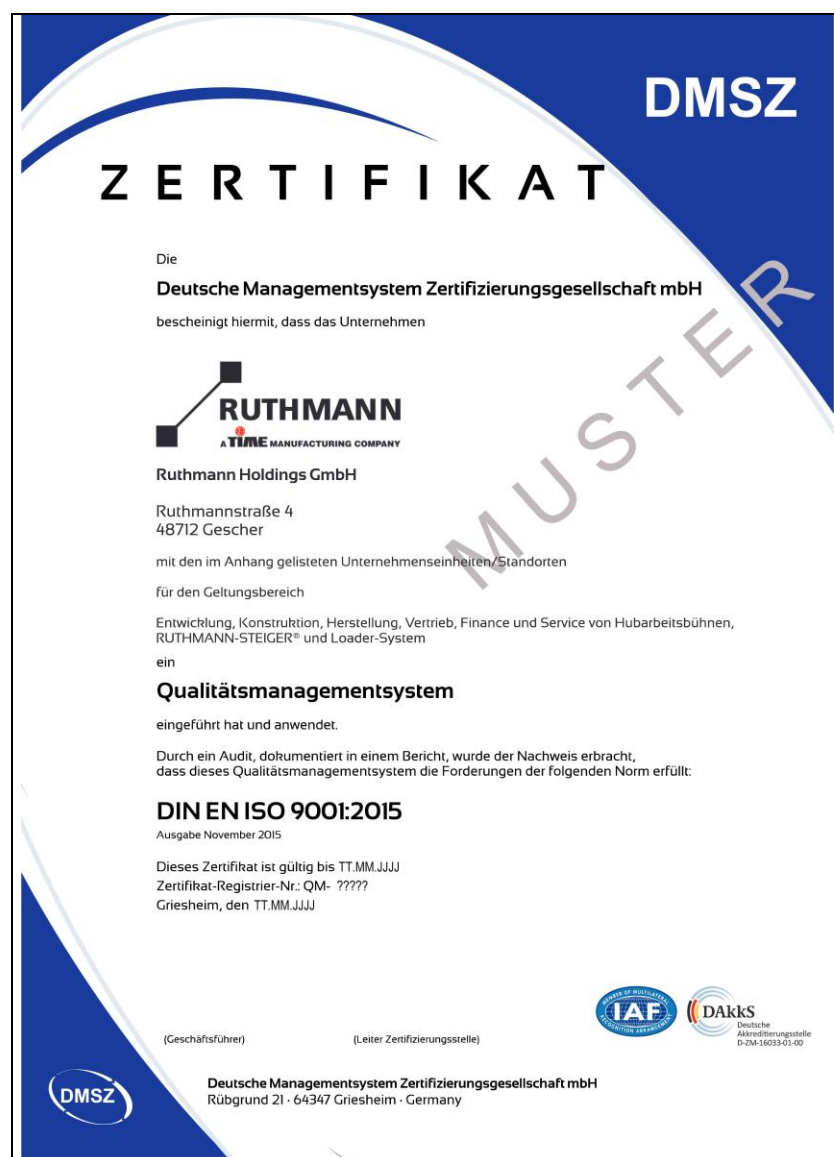 DMSZ
ZERTIFIKAT
Die
Deutsche Managementsystem Zertifizierungsgesellschaft mbH
bescheinigt hiermit, dass das Unternehmen
MUSTER
RUTHMANN
A TIME MANUFACTURING COMPANY
Ruthmann Holdings GmbH
Ruthmannstraße 4
48712 Gescher
mit den im Anhang gelisteten Unternehmenseinheiten/Standorten
für den Geltungsbereich
Entwicklung, Konstruktion, Herstellung, Vertrieb, Finance und Service von Hubarbeitsbühnen,
RUTHMANN-STEIGER® und Loader-System
ein
Qualitätsmanagementsystem
eingeführt hat und anwendet.
Durch ein Audit, dokumentiert in einem Bericht, wurde der Nachweis erbracht,
dass dieses Qualitätsmanagementsystem die Forderungen der folgenden Norm erfüllt:
DIN EN ISO 9001:2015
Ausgabe November 2015
Dieses Zertifikat ist gültig bis TT.MM.JJJJ
Zertifikat-Registrier-Nr.: QM- ?????
Griesheim, den TT.MM.JJJJ
MEMBER OF MULTILATERAL
IAF
RECOGNITION ARRANGEMENT
DAkkS
Deutsche
Akkreditierungsstelle
D-ZM-16033-01-00
(Geschäftsführer) (Leiter Zertifizierungsstelle)
DMSZ
Deutsche Managementsystem Zertifizierungsgesellschaft mbH
Rübgrund 21 · 64347 Griesheim · Germany